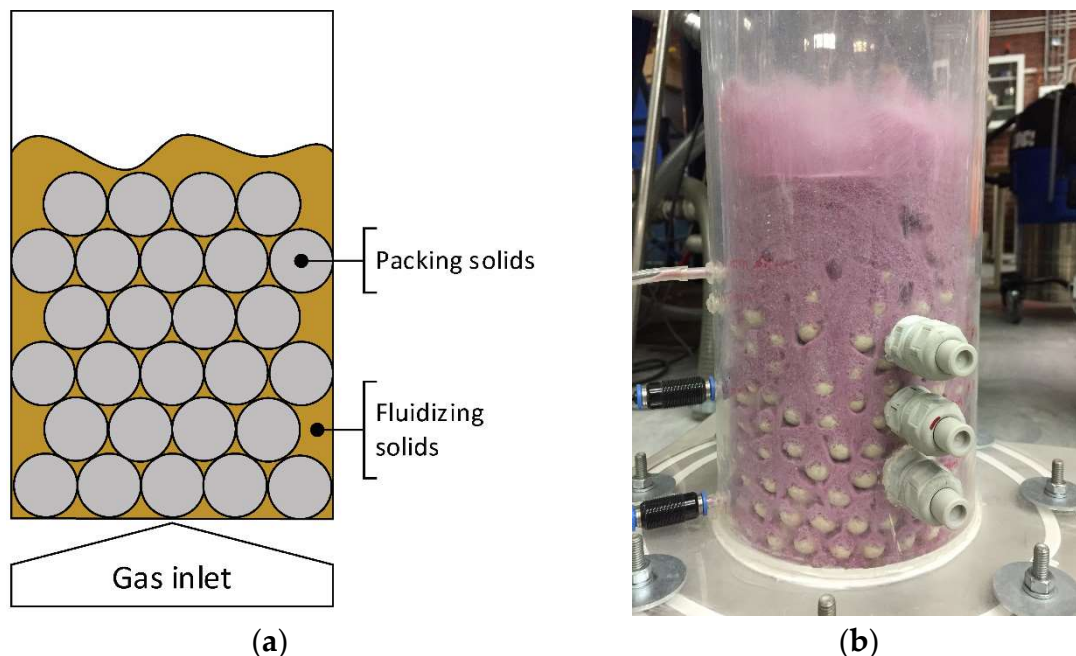 Packing solids
Fluidizing
solids
Gas inlet
(a)
(b)